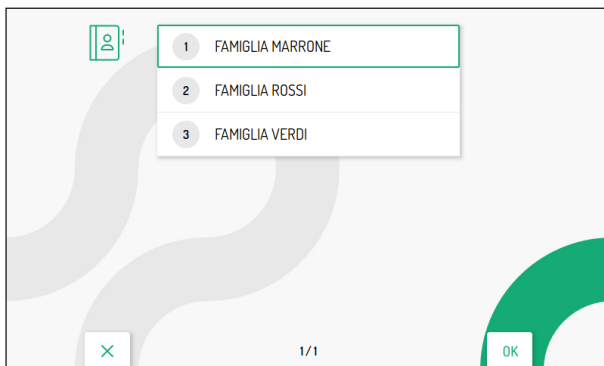 1 FAMIGLIA MARRONE
2 FAMIGLIA ROSSI
3 FAMIGLIA VERDI
1/1
OK